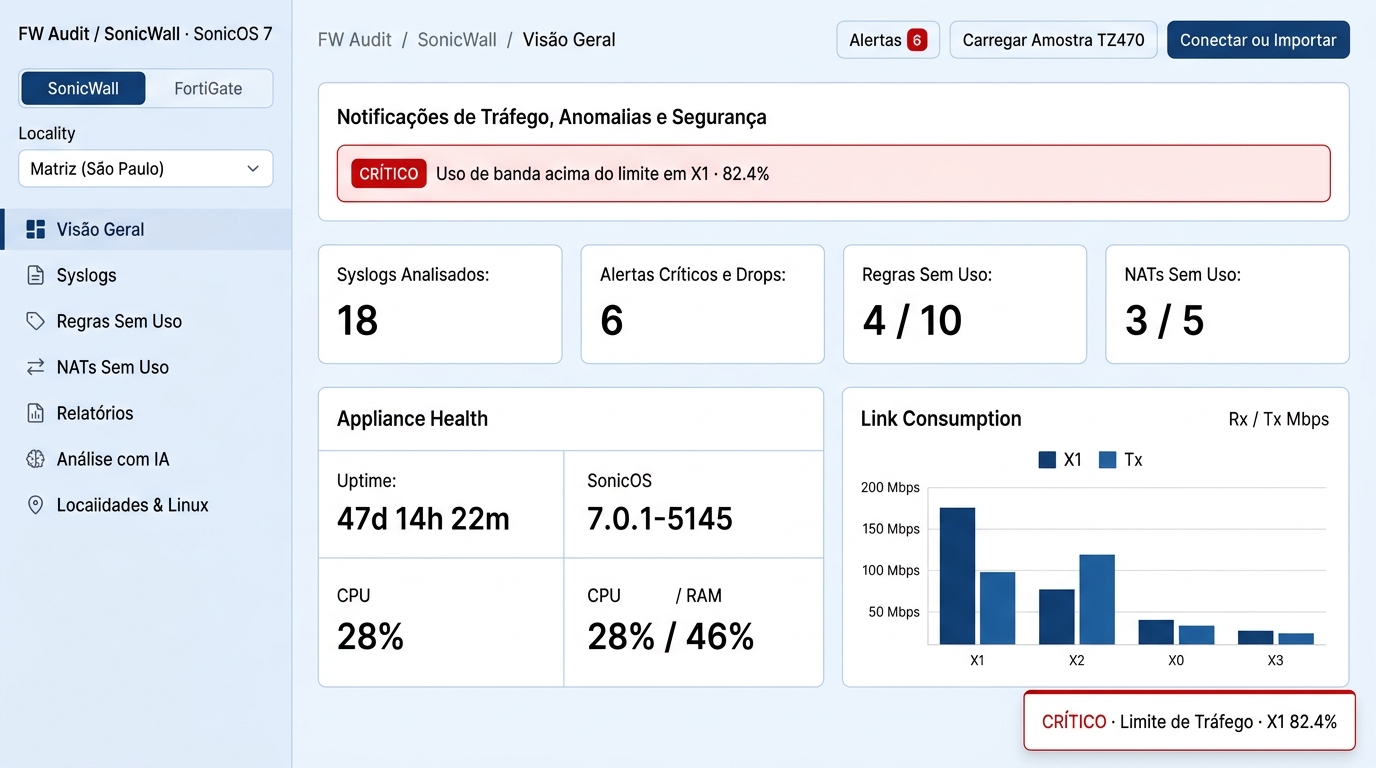 FW Audit / SonicWall · SonicOS 7
SonicWall
FortiGate
Locality
Matriz (São Paulo)
Visão Geral
Syslogs
Regras Sem Uso
NATs Sem Uso
Relatórios
Análise com IA
Locaiidades & Linux
FW Audit / SonicWall / Visão Geral
Alertas 6
Carregar Amostra TZ470
Conectar ou Importar
Notificações de Tráfego, Anomalias e Segurança
CRÍTICO Uso de banda acima do limite em X1 · 82.4%
Syslogs Analisados:
18
Alertas Críticos e Drops:
6
Regras Sem Uso:
4 / 10
NATs Sem Uso:
3 / 5
Appliance Health
Uptime:
47d 14h 22m
SonicOS
7.0.1-5145
CPU
28%
CPU / RAM
28% / 46%
Link Consumption
Rx / Tx Mbps
X1 Tx
200 Mbps
150 Mbps
100 Mbps
50 Mbps
X1 X2 X0 X3
CRÍTICO · Limite de Tráfego · X1 82.4%